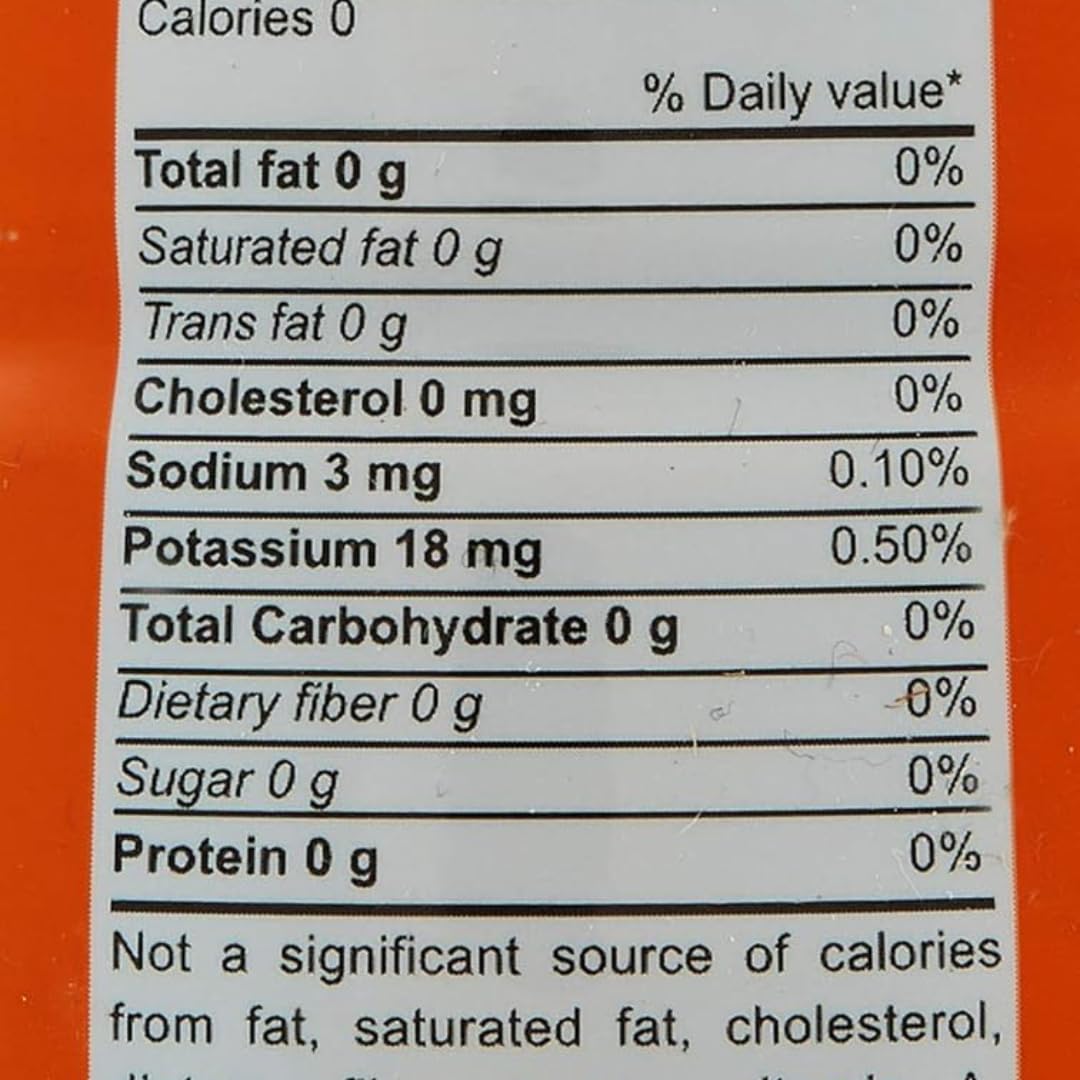 Calories 0
% Daily value*
Total fat 0 g 0%
Saturated fat 0 g 0%
Trans fat 0 g 0%
Cholesterol 0 mg 0%
Sodium 3 mg 0.10%
Potassium 18 mg 0.50%
Total Carbohydrate 0 g 0%
Dietary fiber 0 g 0%
Sugar 0 g 0%
Protein 0 g 0%
Not a significant source of calories
from fat, saturated fat, cholesterol,